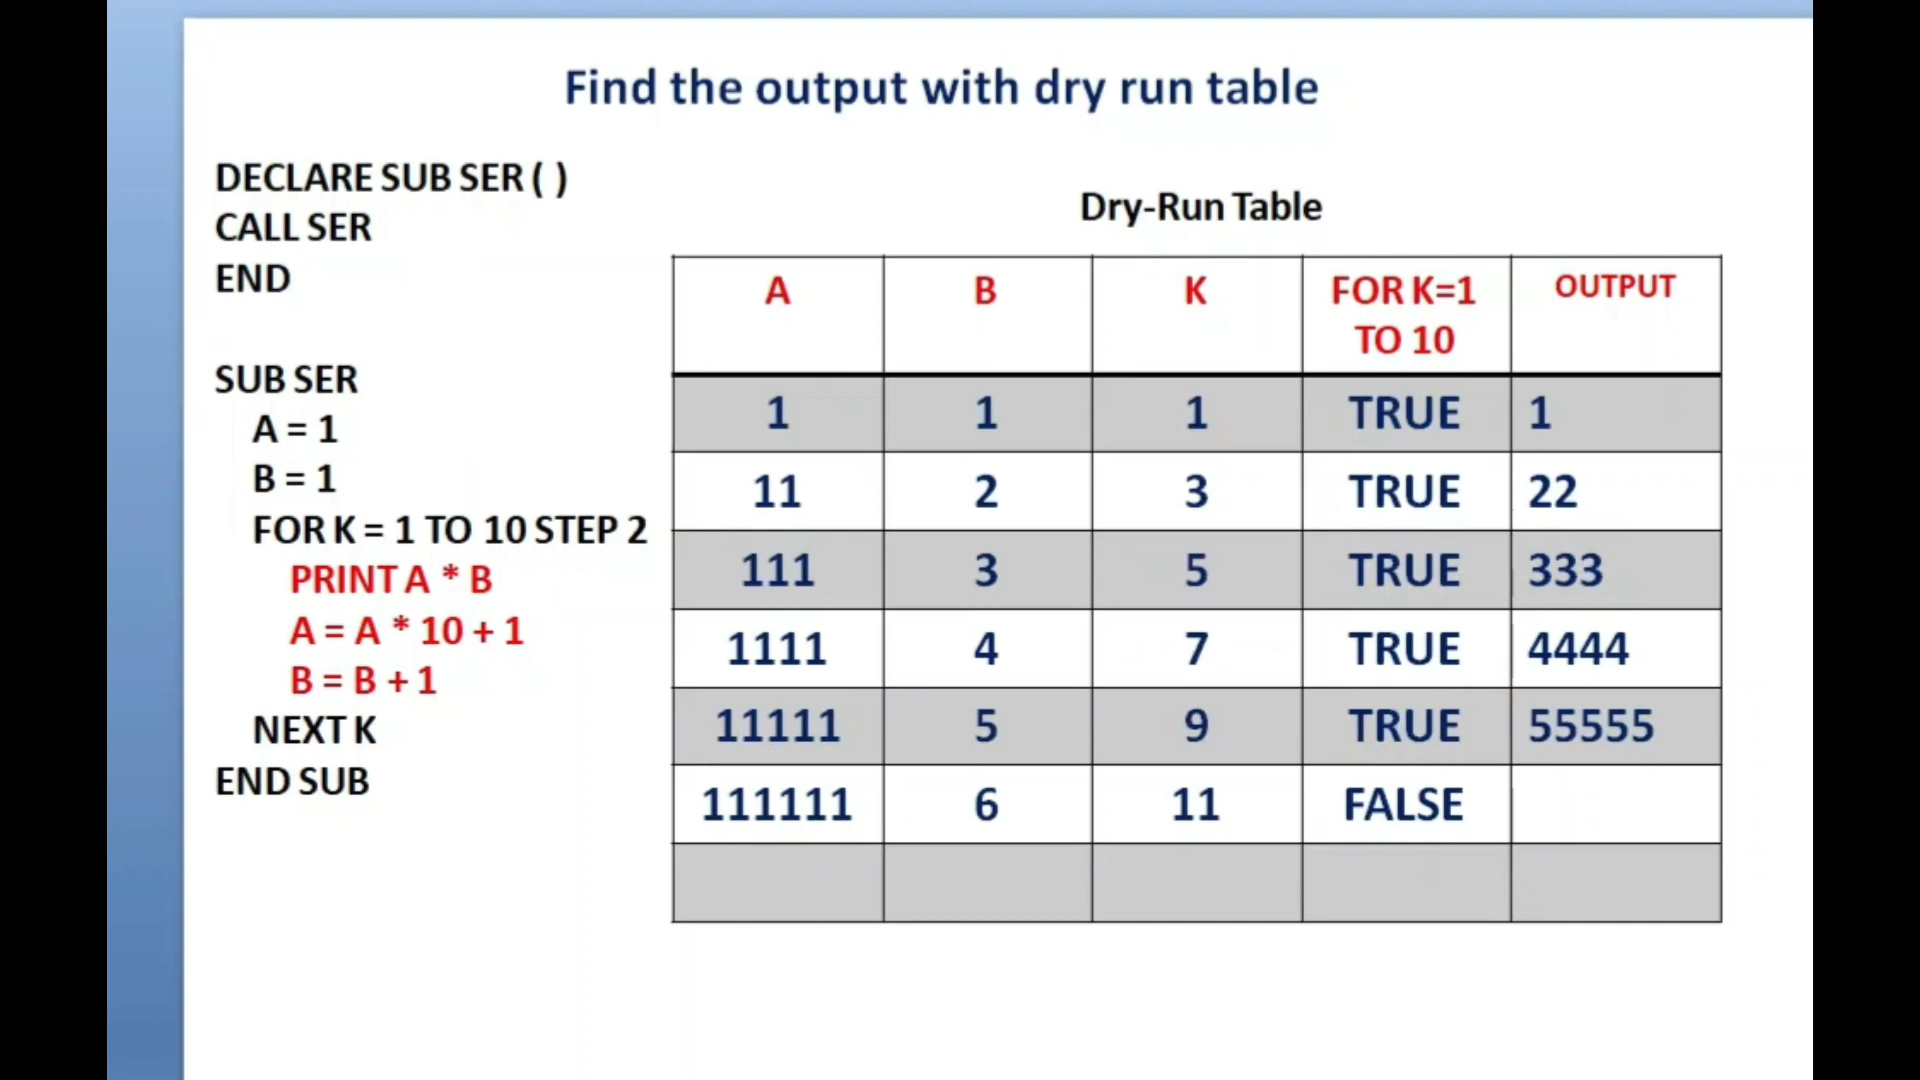 Find the output with dry run table
DECLARE SUB SER ( )
CALL SER
END
SUB SER
A = 1
B = 1
FOR K = 1 TO 10 STEP 2
PRINT A * B
A = A * 10 + 1
B = B + 1
NEXT K
END SUB
Dry-Run Table
A B K FOR K=1 TO 10 OUTPUT
1 1 1 TRUE 1
11 2 3 TRUE 22
111 3 5 TRUE 333
1111 4 7 TRUE 4444
11111 5 9 TRUE 55555
111111 6 11 FALSE